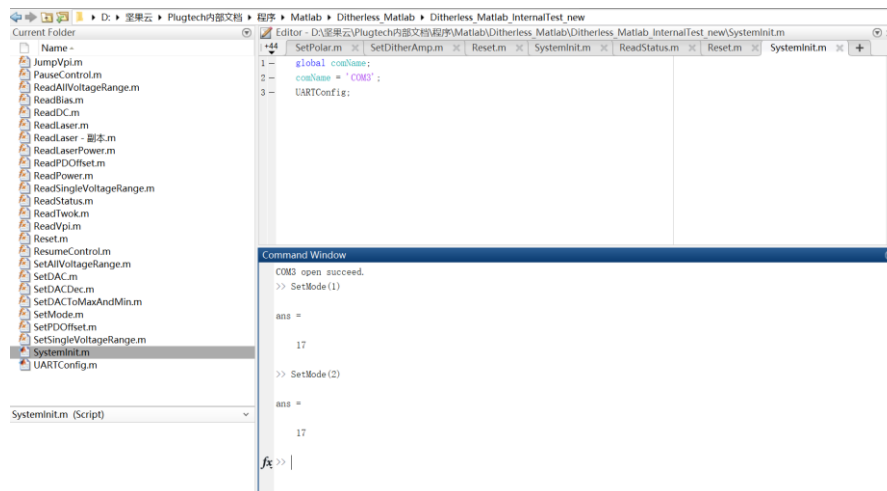 D: ▸ 坚果云 ▸ Plugtech内部文档 ▸ 程序 ▸ Matlab ▸ Ditherless_Matlab ▸ Ditherless_Matlab_InternalTest_new
Current Folder
Name
JumpVpi.m
PauseControl.m
ReadAllVoltageRange.m
ReadBias.m
ReadDC.m
ReadLaser.m
ReadLaser - 副本.m
ReadLaserPower.m
ReadPDOffset.m
ReadPower.m
ReadSingleVoltageRange.m
ReadStatus.m
ReadTwok.m
ReadVpi.m
Reset.m
ResumeControl.m
SetAllVoltageRange.m
SetDAC.m
SetDACDec.m
SetDACToMaxAndMin.m
SetMode.m
SetPDOffset.m
SetSingleVoltageRange.m
SystemInit.m
UARTConfig.m
SystemInit.m (Script)
Editor - D:\坚果云\Plugtech内部文档\程序\Matlab\Ditherless_Matlab\Ditherless_Matlab_InternalTest_new\SystemInit.m
+44 SetPolar.m SetDitherAmp.m Reset.m SystemInit.m ReadStatus.m Reset.m SystemInit.m +
1 – global comName;
2 – comName = 'COM3';
3 – UARTConfig;
Command Window
COM3 open succeed.
>> SetMode(1)
ans =
17
>> SetMode(2)
ans =
17
fx >>